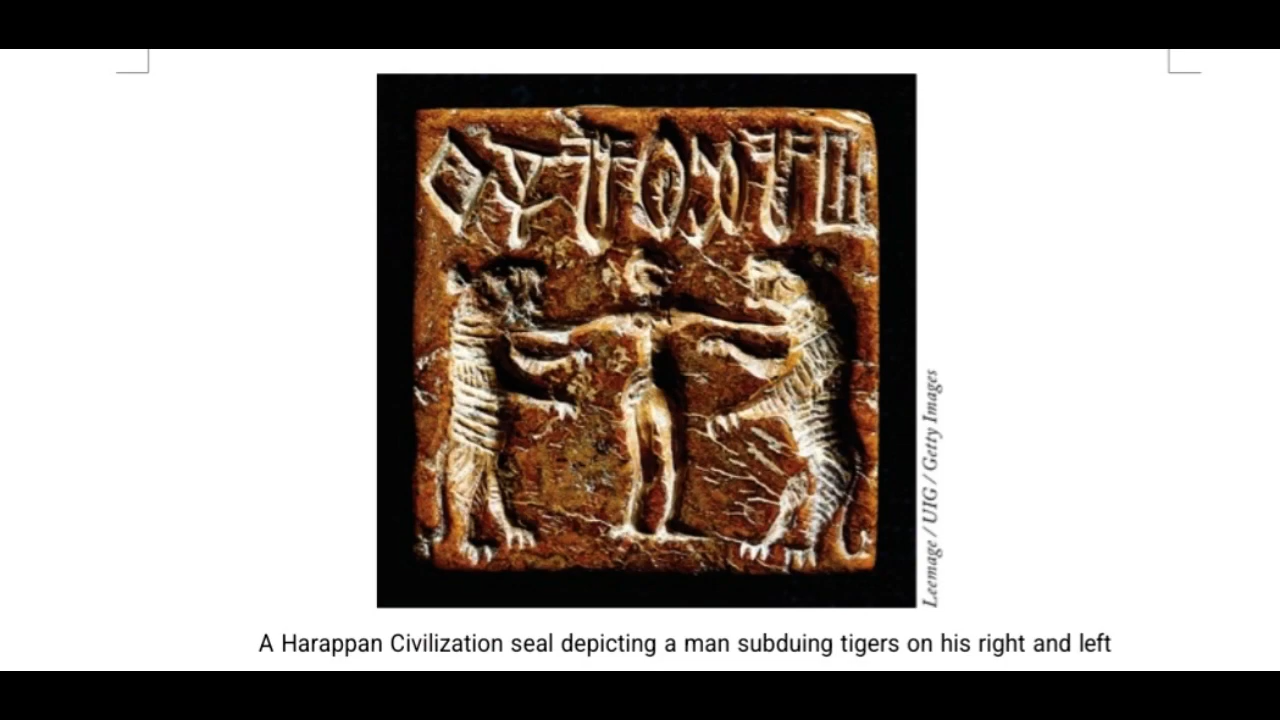 Leemage / UIG / Getty Images
A Harappan Civilization seal depicting a man subduing tigers on his right and left